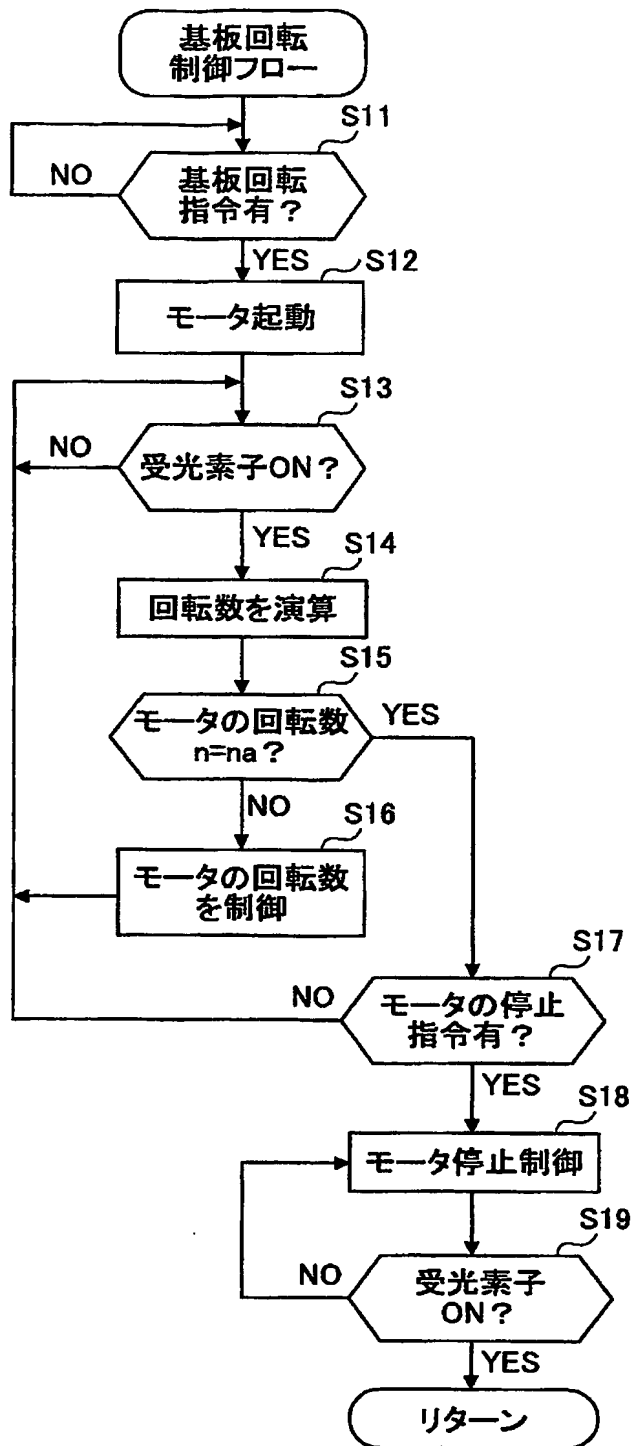 基板回転
制御フロー
S11
NO
基板回転
指令有？
YES
S12
モータ起動
S13
NO
受光素子ON？
YES
S14
回転数を演算
S15
モータの回転数
n=na？
YES
NO
S16
モータの回転数
を制御
S17
NO
モータの停止
指令有？
YES
S18
モータ停止制御
S19
NO
受光素子
ON？
YES
リターン